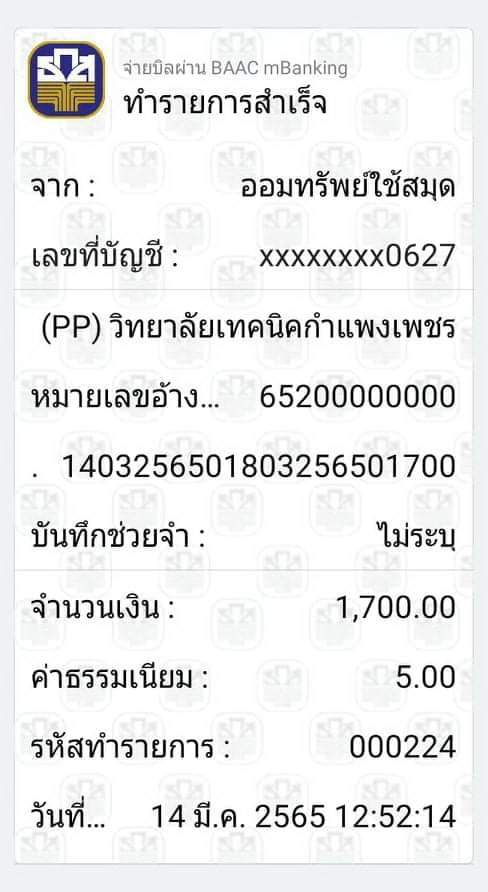 จ่ายบิลผ่าน BAAC mBanking
ทำรายการสำเร็จ
จาก : ออมทรัพย์ใช้สมุด
เลขที่บัญชี : xxxxxxxx0627
(PP) วิทยาลัยเทคนิคกำแพงเพชร
หมายเลขอ้าง... 65200000000
. 1403256501803256501700
บันทึกช่วยจำ : ไม่ระบุ
จำนวนเงิน : 1,700.00
ค่าธรรมเนียม : 5.00
รหัสทำรายการ : 000224
วันที่... 14 มี.ค. 2565 12:52:14